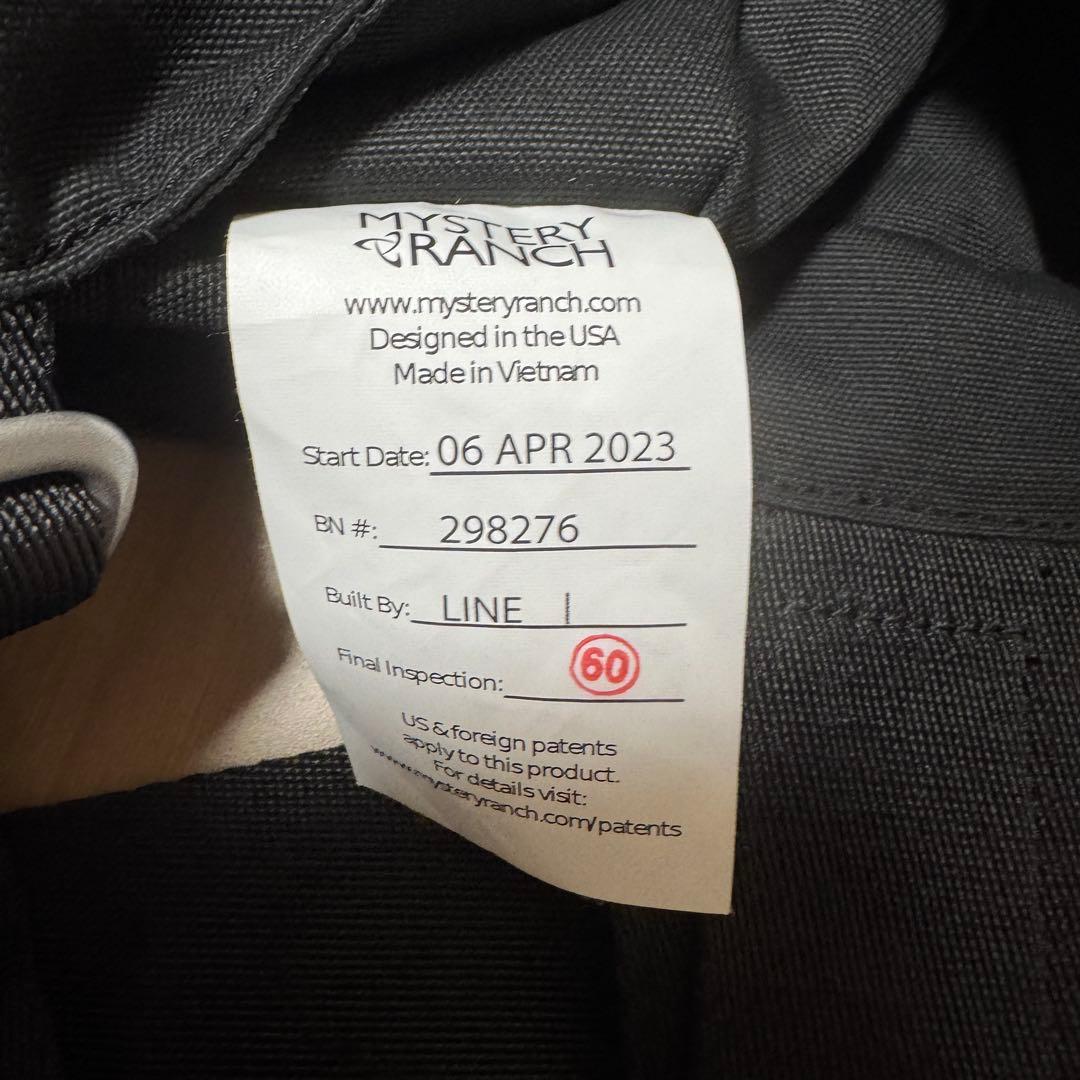 MYSTERY
RANCH
www.mysteryranch.com
Designed in the USA
Made in Vietnam
Start Date: 06 APR 2023
BN #: 298276
Built By: LINE |
Final Inspection: 60
US & foreign patents
apply to this product.
For details visit:
www.mysteryranch.com/patents